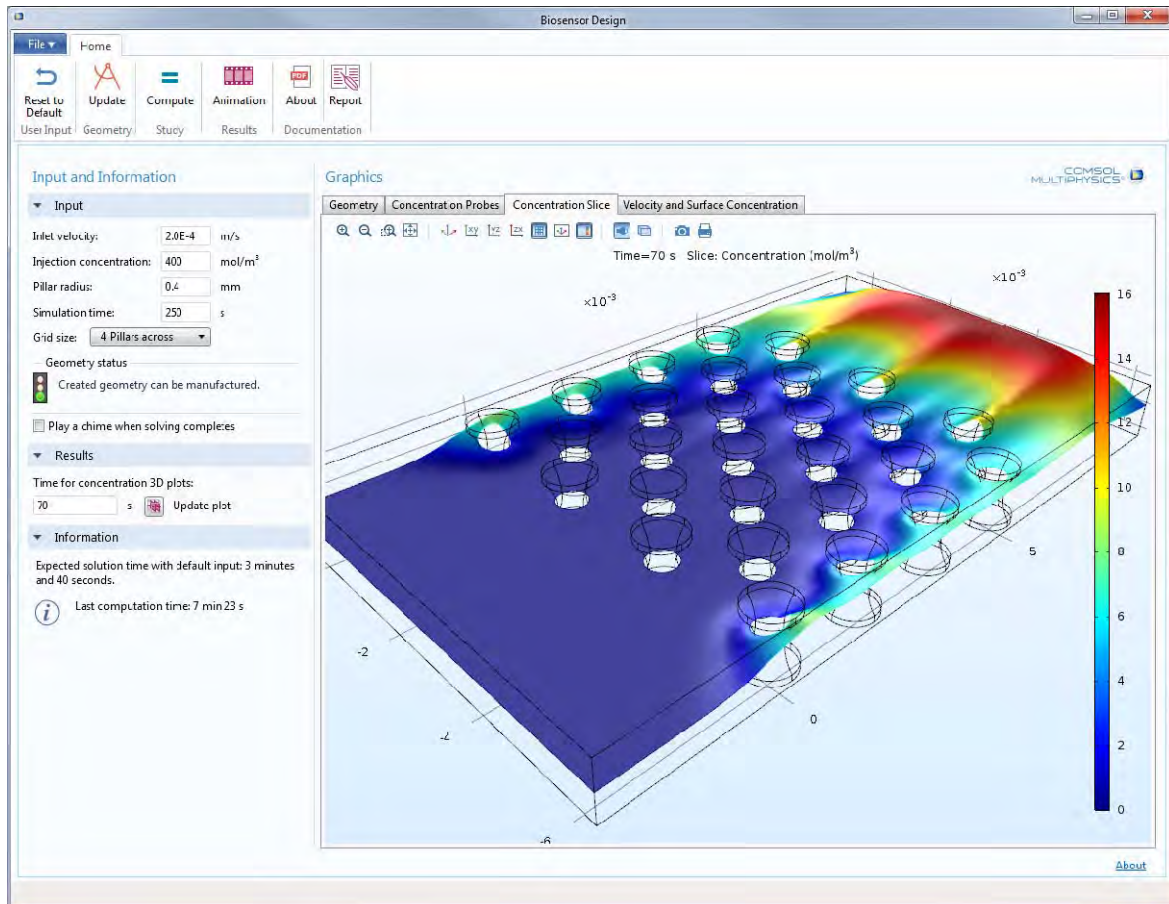 Biosensor Design
File
Home
Reset to
Default
Update
Compute
Animation
About
Report
User Input
Geometry
Study
Results
Documentation
Input and Information
Graphics
COMSOL
MULTIPHYSICS®
Input
Geometry
Concentration Probes
Concentration Slice
Velocity and Surface Concentration
Inlet velocity:
2.0E-4
m/s
xy
yz
zx
Injection concentration:
400
mol/m³
Time=70 s Slice: Concentration (mol/m³)
Pillar radius:
0.4
mm
×10⁻³
×10⁻³
Simulation time:
250
s
Grid size:
4 Pillars across
Geometry status
Created geometry can be manufactured.
Play a chime when solving completes
Results
Time for concentration 3D plots:
70
s
Update plot
Information
Expected solution time with default input: 3 minutes
and 40 seconds.
i
Last computation time: 7 min 23 s
16
14
12
10
8
6
4
2
0
5
0
-2
-6
PDF
About